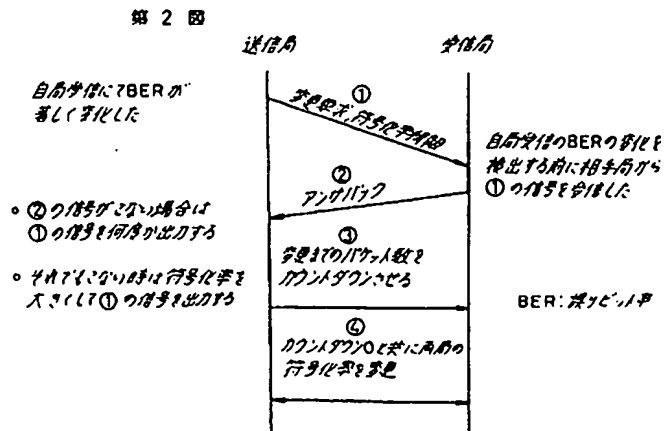 第2図
送信局
受信局
自局受信にてBERが
著しく変化した
①
変更要求,符号化率情報
自局受信のBERの変化を
検出する前に相手局から
①の信号を受信した
②
アンサバック
○ ②の信号がこない場合は
①の信号を何度か出力する
○ それでもこない時は符号化率を
大きくして①の信号を出力する
③
変更までのパケット数を
カウントダウンさせる
BER:誤りビット率
④
カウントダウン0と共に両局の
符号化率を変更